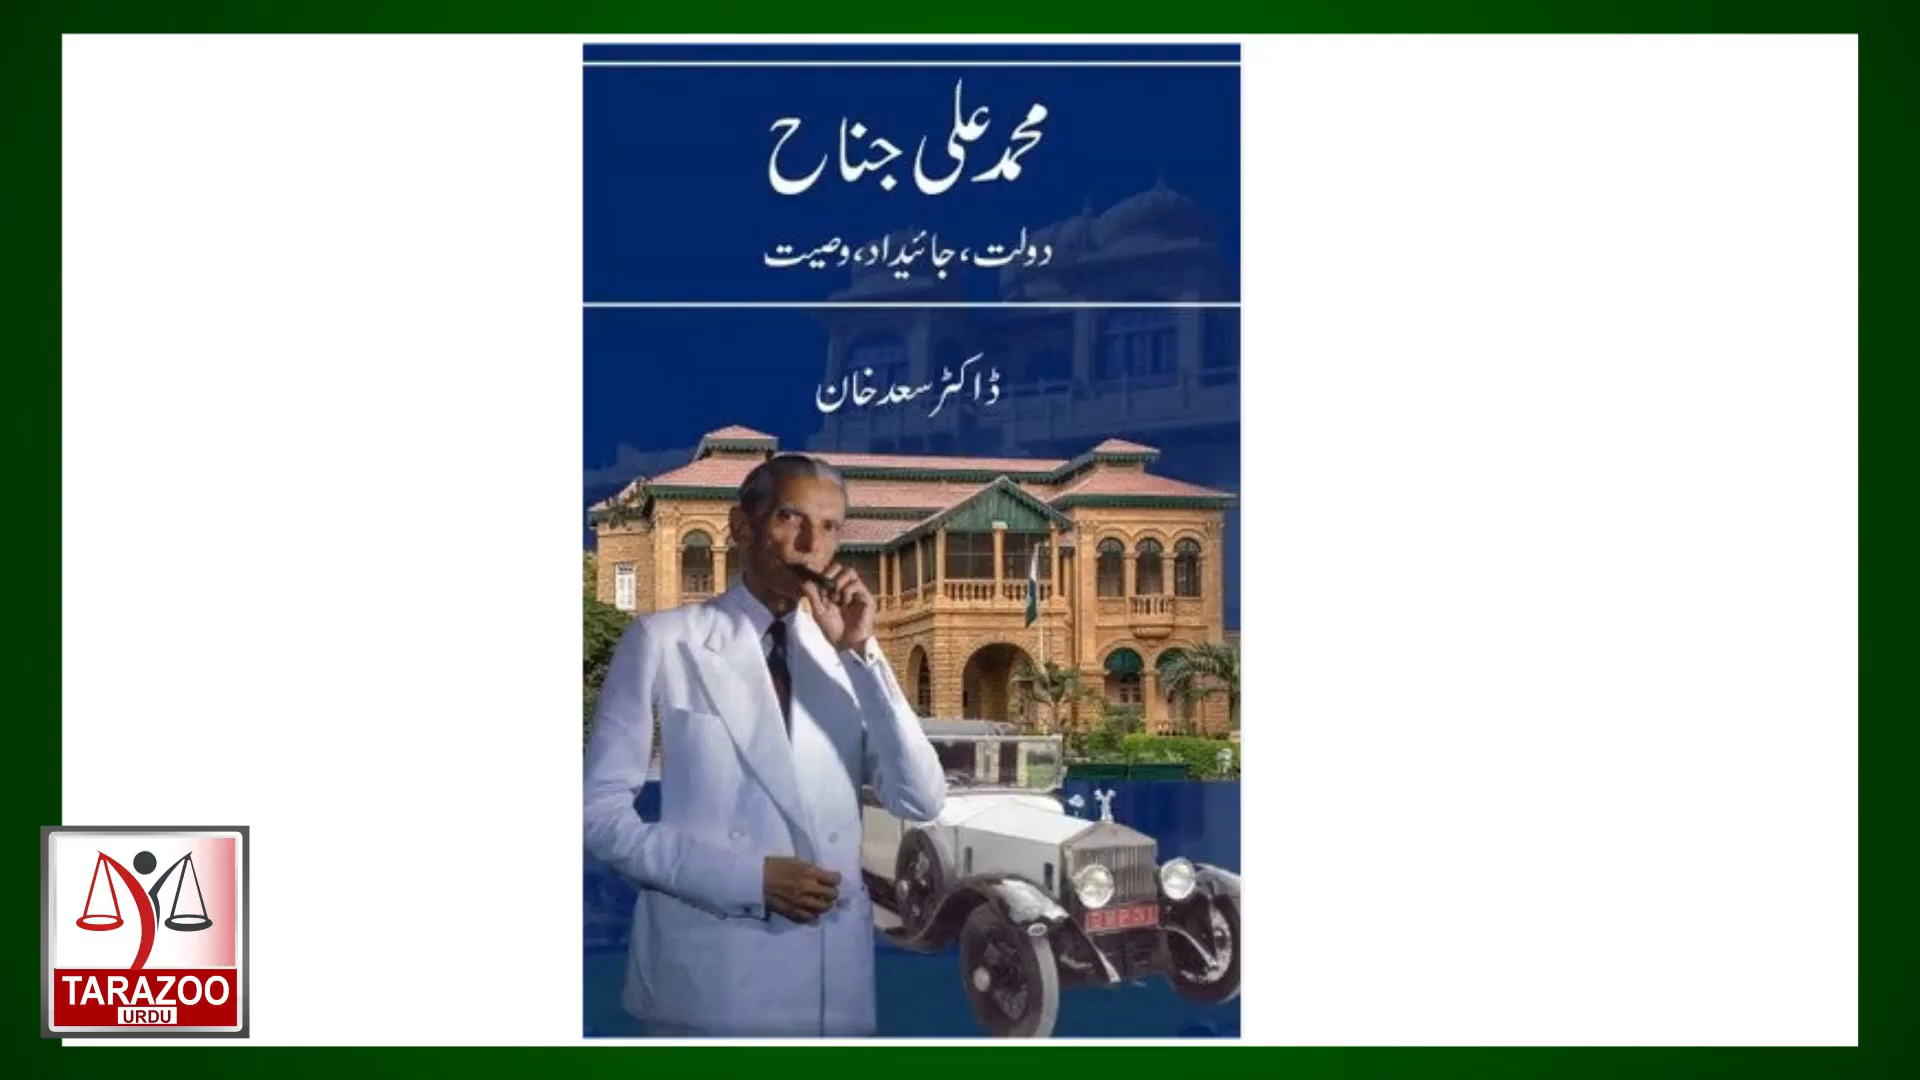 محمد علی جناح
دولت، جائیداد، وصیت
ڈاکٹر سعد خان
TARAZOO
URDU